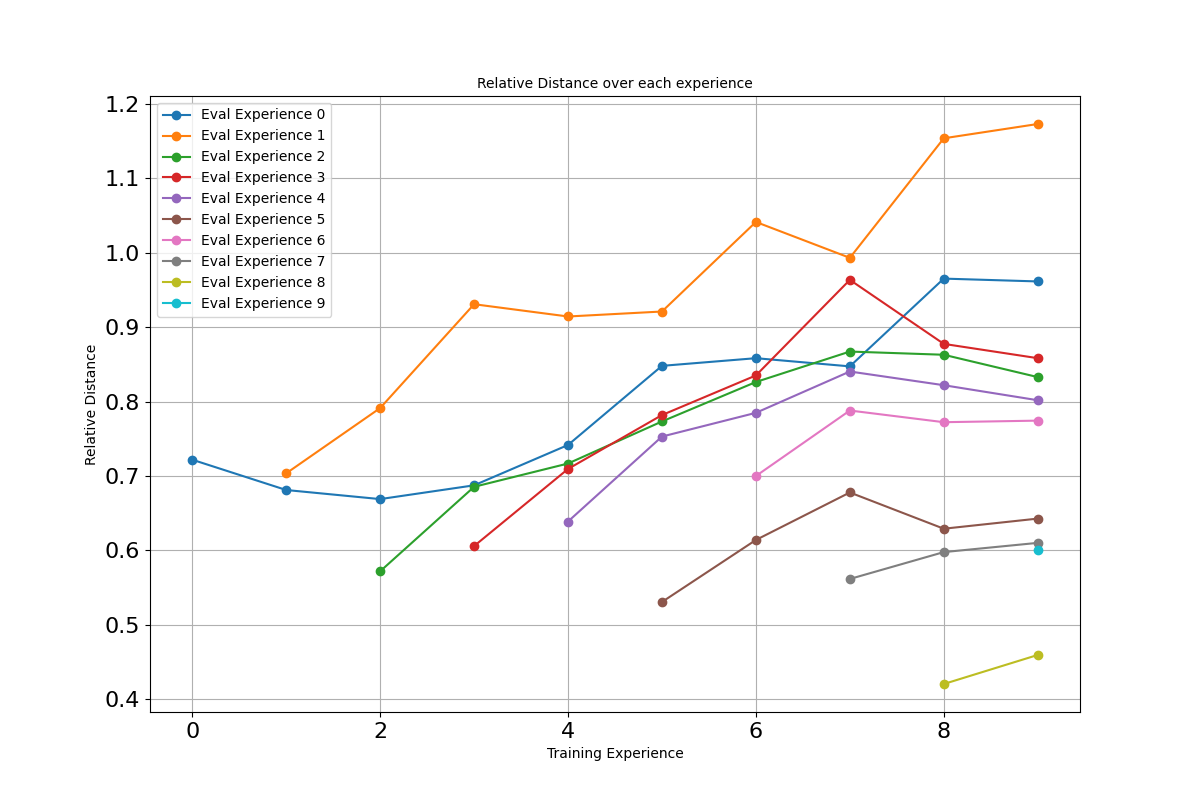 Relative Distance over each experience
1.2
1.1
1.0
0.9
0.8
0.7
0.6
0.5
0.4
Relative Distance
Eval Experience 0
Eval Experience 1
Eval Experience 2
Eval Experience 3
Eval Experience 4
Eval Experience 5
Eval Experience 6
Eval Experience 7
Eval Experience 8
Eval Experience 9
0 2 4 6 8
Training Experience